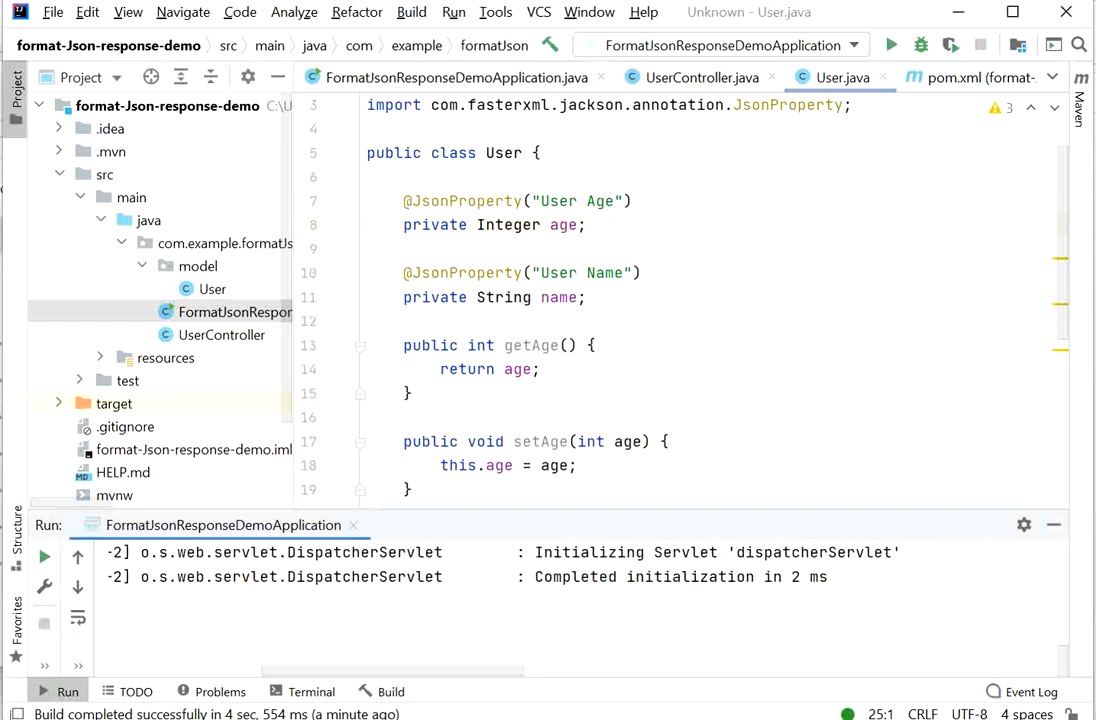 File Edit View Navigate Code Analyze Refactor Build Run Tools VCS Window Help Unknown - User.java
format-Json-response-demo src main java com example formatJson FormatJsonResponseDemoApplication
Project FormatJsonResponseDemoApplication.java UserController.java User.java pom.xml (format-
Project
Maven
format-Json-response-demo C:\U
.idea
.mvn
src
main
java
com.example.formatJs
model
User
FormatJsonRespon
UserController
resources
test
target
.gitignore
format-Json-response-demo.iml
HELP.md
mvnw
3 import com.fasterxml.jackson.annotation.JsonProperty;
3
4
5 public class User {
6
7 @JsonProperty("User Age")
8 private Integer age;
9
10 @JsonProperty("User Name")
11 private String name;
12
13 public int getAge() {
14 return age;
15 }
16
17 public void setAge(int age) {
18 this.age = age;
19 }
Structure
Favorites
Run: FormatJsonResponseDemoApplication
-2] o.s.web.servlet.DispatcherServlet : Initializing Servlet 'dispatcherServlet'
-2] o.s.web.servlet.DispatcherServlet : Completed initialization in 2 ms
Run TODO Problems Terminal Build Event Log
Build completed successfully in 4 sec, 554 ms (a minute ago) 25:1 CRLF UTF-8 4 spaces